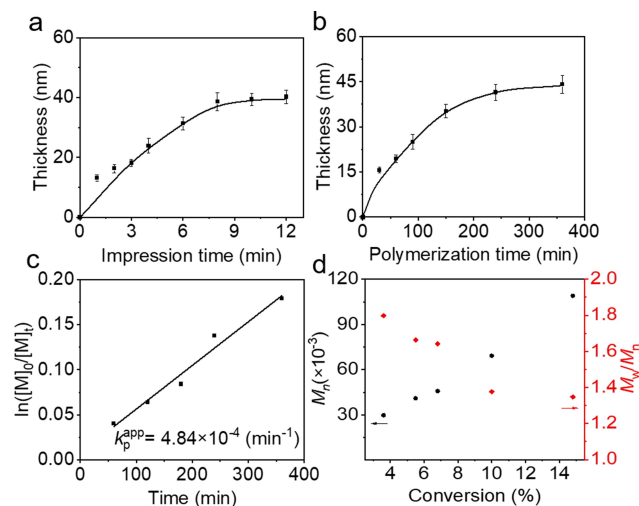 a
60
40
20
0
0 3 6 9 12
Thickness (nm)
Impression time (min)
b
60
45
30
15
0
0 100 200 300 400
Thickness (nm)
Polymerization time (min)
c
0.20
0.15
0.10
0.05
0.00
0 100 200 300 400
ln([M]₀/[M]ₜ)
kₚᵃᵖᵖ= 4.84×10⁻⁴ (min⁻¹)
Time (min)
d
120
90
60
30
4 6 8 10 12 14
2.0
1.8
1.6
1.4
1.2
1.0
Mₙ(×10⁻³)
M_w/Mₙ
Conversion (%)